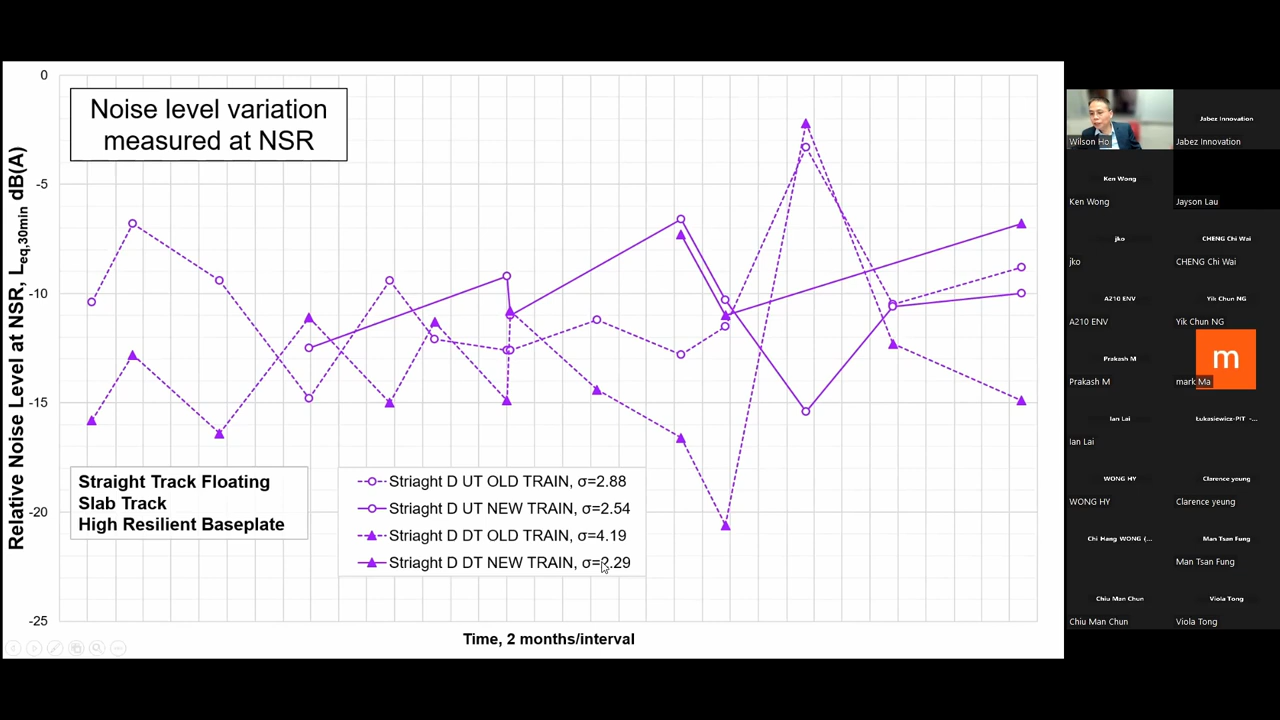 Noise level variation
measured at NSR
Relative Noise Level at NSR, Leq,30min dB(A)
0
-5
-10
-15
-20
-25
Straight Track Floating
Slab Track
High Resilient Baseplate
Striaght D UT OLD TRAIN, σ=2.88
Striaght D UT NEW TRAIN, σ=2.54
Striaght D DT OLD TRAIN, σ=4.19
Striaght D DT NEW TRAIN,
Time, 2 months/interval
Wilson Ho
Jabez Innovation
Jabez Innovation
Ken Wong
Ken Wong
Jayson Lau
jko
jko
CHENG Chi Wai
CHENG Chi Wai
A210 ENV
A210 ENV
Yik Chun NG
Yik Chun NG
Prakash M
Prakash M
m
mark Ma
Ian Lai
Ian Lai
Łukasiewicz-PIT -...
WONG HY
WONG HY
Clarence yeung
Clarence yeung
Chi Hang WONG (...
Man Tsan Fung
Man Tsan Fung
Chiu Man Chun
Chiu Man Chun
Viola Tong
Viola Tong